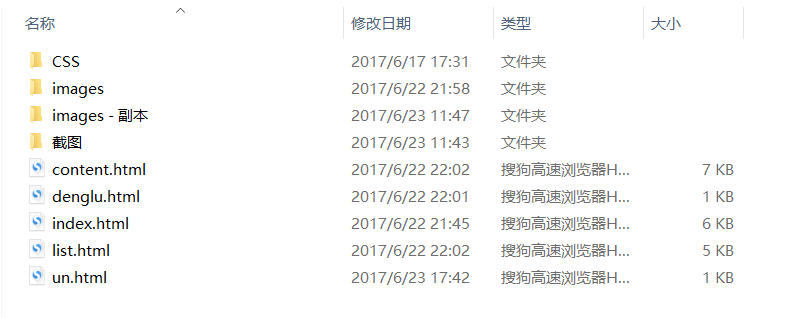 名称 修改日期 类型 大小
CSS 2017/6/17 17:31 文件夹
images 2017/6/22 21:58 文件夹
images - 副本 2017/6/23 11:47 文件夹
截图 2017/6/23 11:43 文件夹
content.html 2017/6/22 22:02 搜狗高速浏览器H... 7 KB
denglu.html 2017/6/22 22:01 搜狗高速浏览器H... 1 KB
index.html 2017/6/22 21:45 搜狗高速浏览器H... 6 KB
list.html 2017/6/22 22:02 搜狗高速浏览器H... 5 KB
un.html 2017/6/23 17:42 搜狗高速浏览器H... 1 KB